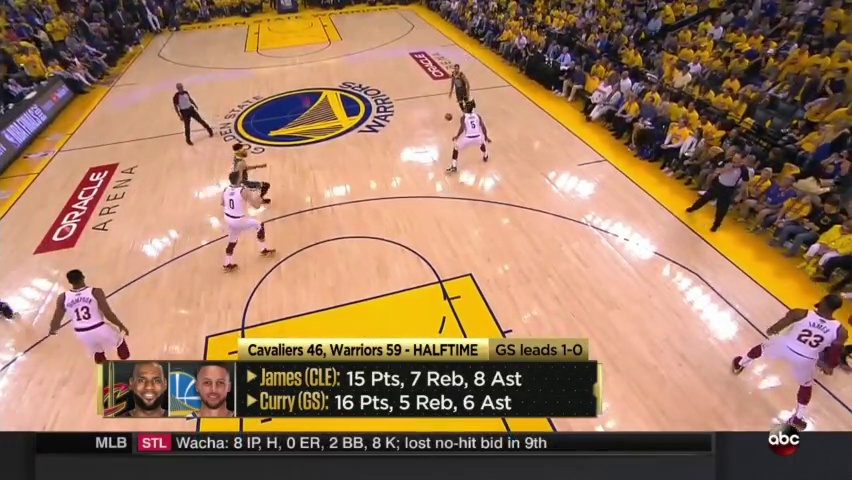 GOLDEN STATE
WARRIORS
ORACLE
ARENA
ORACLE
ARENA
5
0
THOMPSON
13
JAMES
23
Cavaliers 46, Warriors 59 - HALFTIME
GS leads 1-0
James (CLE): 15 Pts, 7 Reb, 8 Ast
Curry (GS): 16 Pts, 5 Reb, 6 Ast
MLB STL Wacha: 8 IP, H, 0 ER, 2 BB, 8 K; lost no-hit bid in 9th
abc